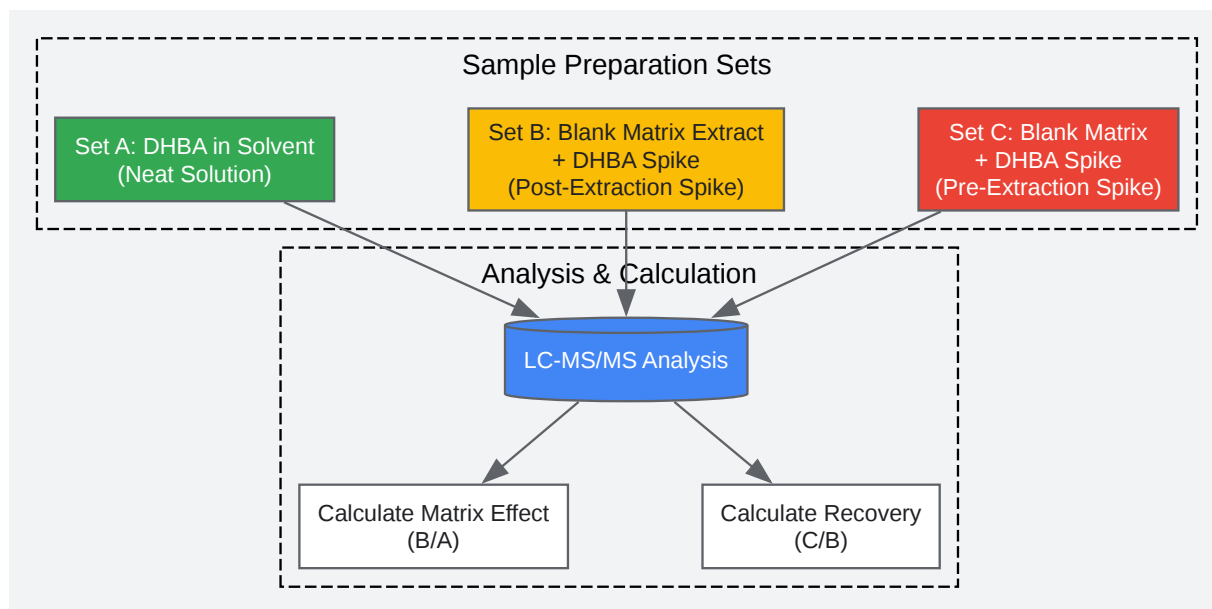 Sample Preparation Sets
Set A: DHBA in Solvent
(Neat Solution)
Set B: Blank Matrix Extract
+ DHBA Spike
(Post-Extraction Spike)
Set C: Blank Matrix
+ DHBA Spike
(Pre-Extraction Spike)
Analysis & Calculation
LC-MS/MS Analysis
Calculate Matrix Effect
(B/A)
Calculate Recovery
(C/B)